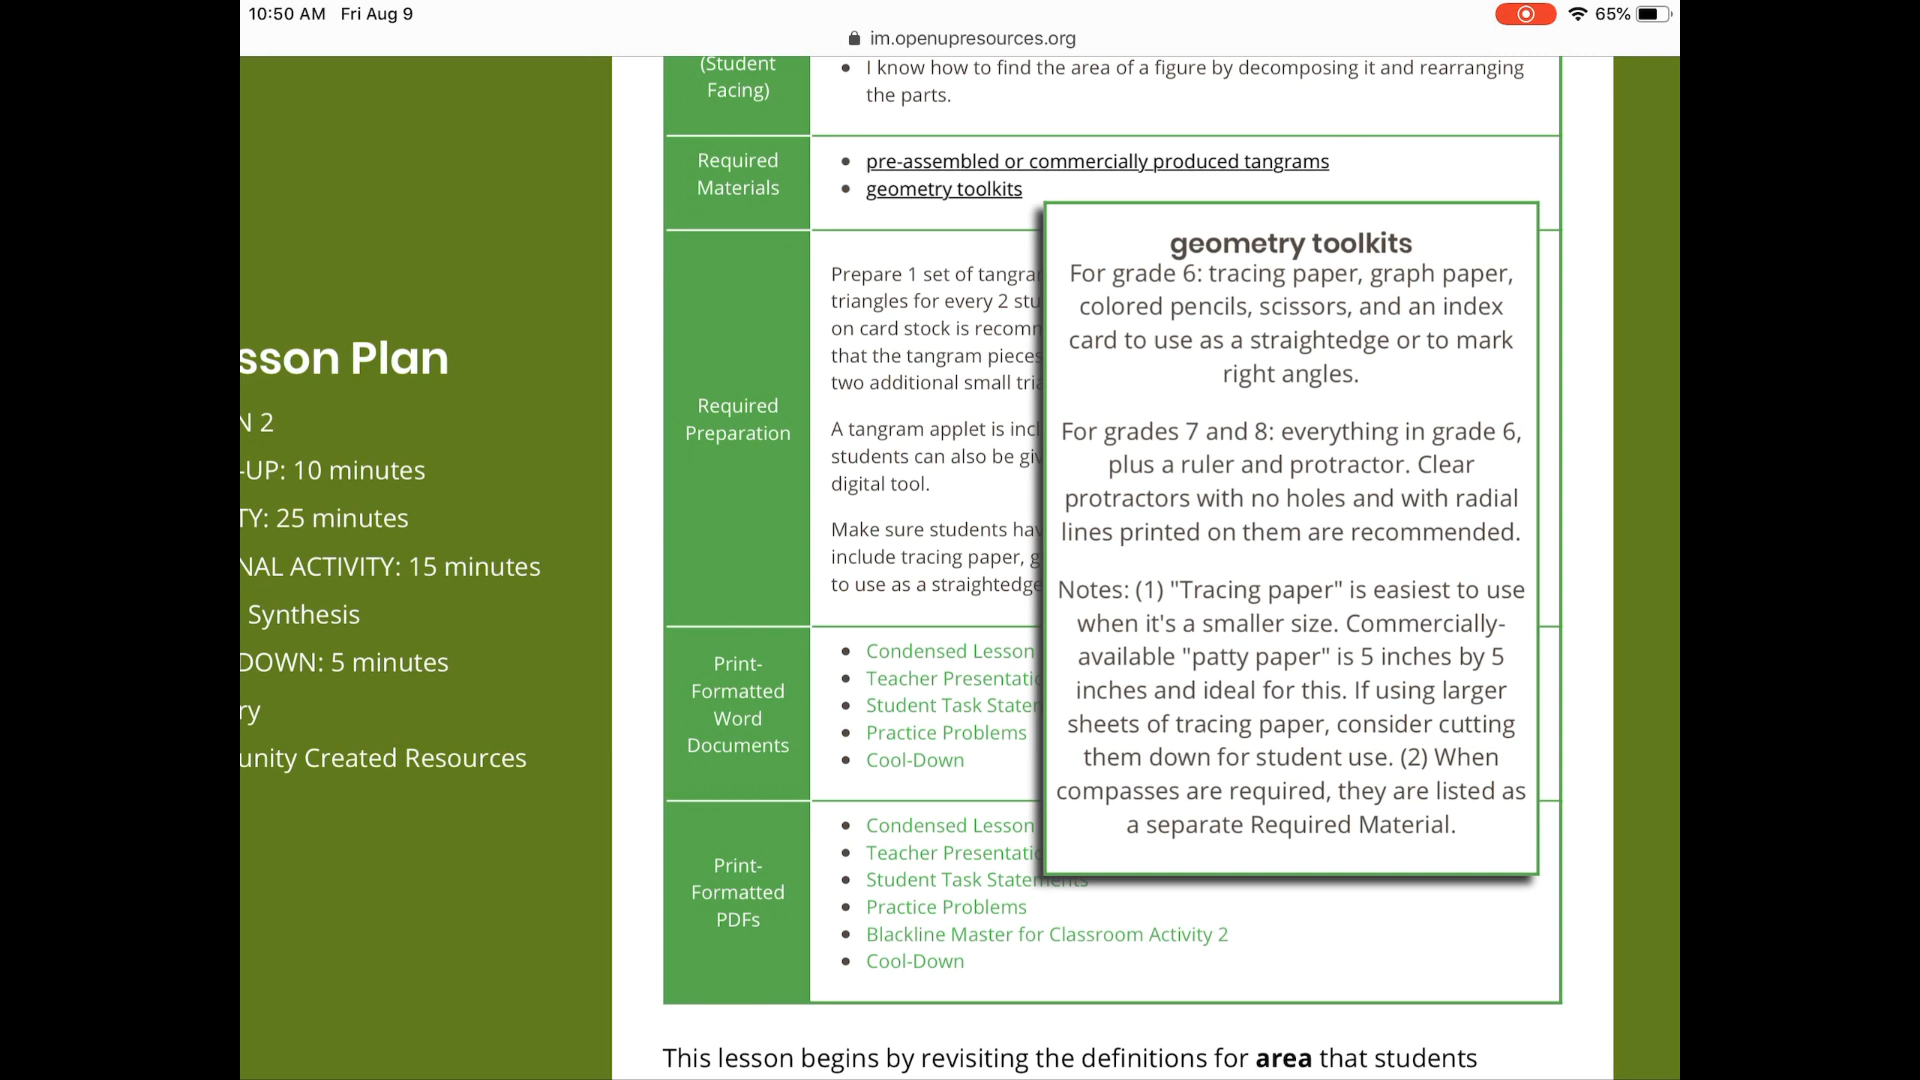 10:50 AM Fri Aug 9
65%
im.openupresources.org
sson Plan
N 2
-UP: 10 minutes
TY: 25 minutes
NAL ACTIVITY: 15 minutes
Synthesis
DOWN: 5 minutes
ry
unity Created Resources
(Student
Facing)
I know how to find the area of a figure by decomposing it and rearranging
the parts.
Required
Materials
pre-assembled or commercially produced tangrams
geometry toolkits
Required
Preparation
Prepare 1 set of tangra
triangles for every 2 stu
on card stock is recom
that the tangram pieces
two additional small tri
A tangram applet is incl
students can also be gi
digital tool.
Make sure students hav
include tracing paper, g
to use as a straightedge
geometry toolkits
For grade 6: tracing paper, graph paper,
colored pencils, scissors, and an index
card to use as a straightedge or to mark
right angles.
For grades 7 and 8: everything in grade 6,
plus a ruler and protractor. Clear
protractors with no holes and with radial
lines printed on them are recommended.
Notes: (1) "Tracing paper" is easiest to use
when it's a smaller size. Commercially-
available "patty paper" is 5 inches by 5
inches and ideal for this. If using larger
sheets of tracing paper, consider cutting
them down for student use. (2) When
compasses are required, they are listed as
a separate Required Material.
Print-
Formatted
Word
Documents
Condensed Lesson
Teacher Presentati
Student Task State
Practice Problems
Cool-Down
Print-
Formatted
PDFs
Condensed Lesson
Teacher Presentati
Student Task Statements
Practice Problems
Blackline Master for Classroom Activity 2
Cool-Down
This lesson begins by revisiting the definitions for area that students